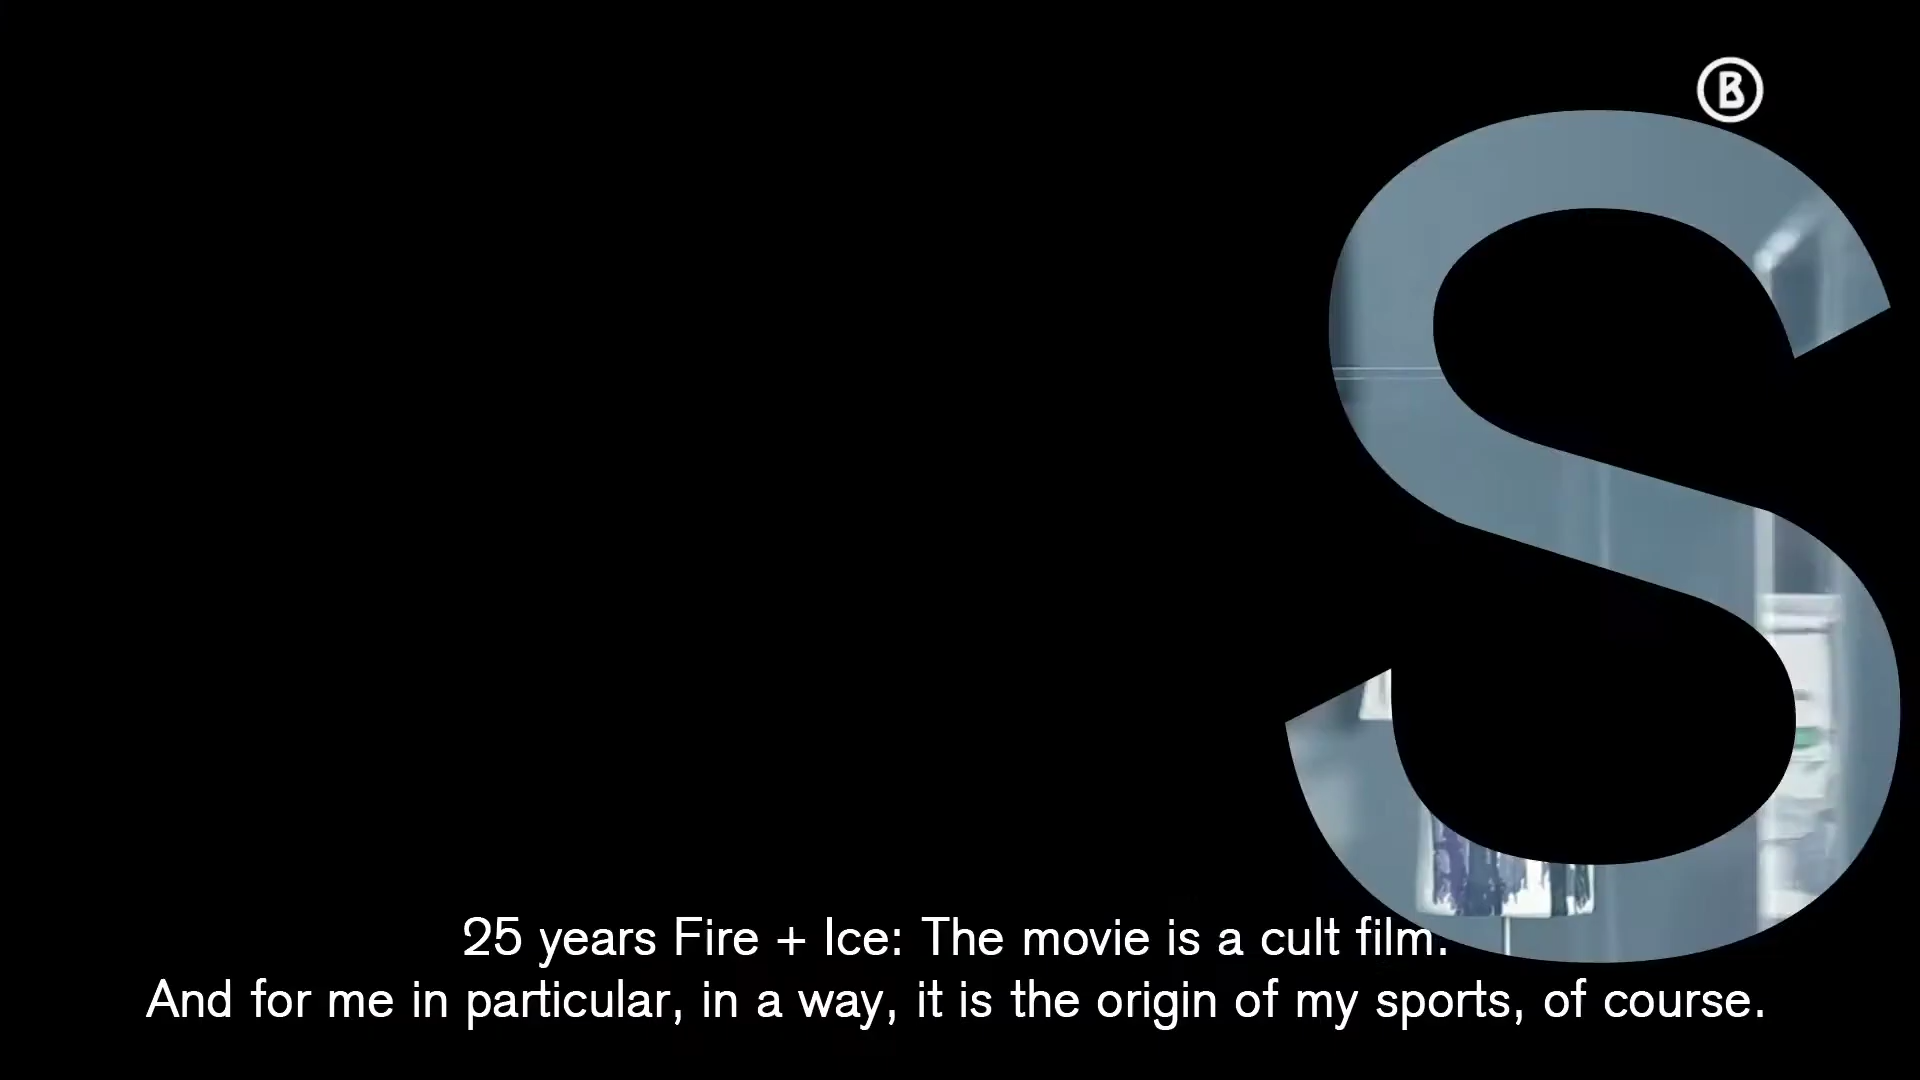 B
S
25 years Fire + Ice: The movie is a cult film.
And for me in particular, in a way, it is the origin of my sports, of course.